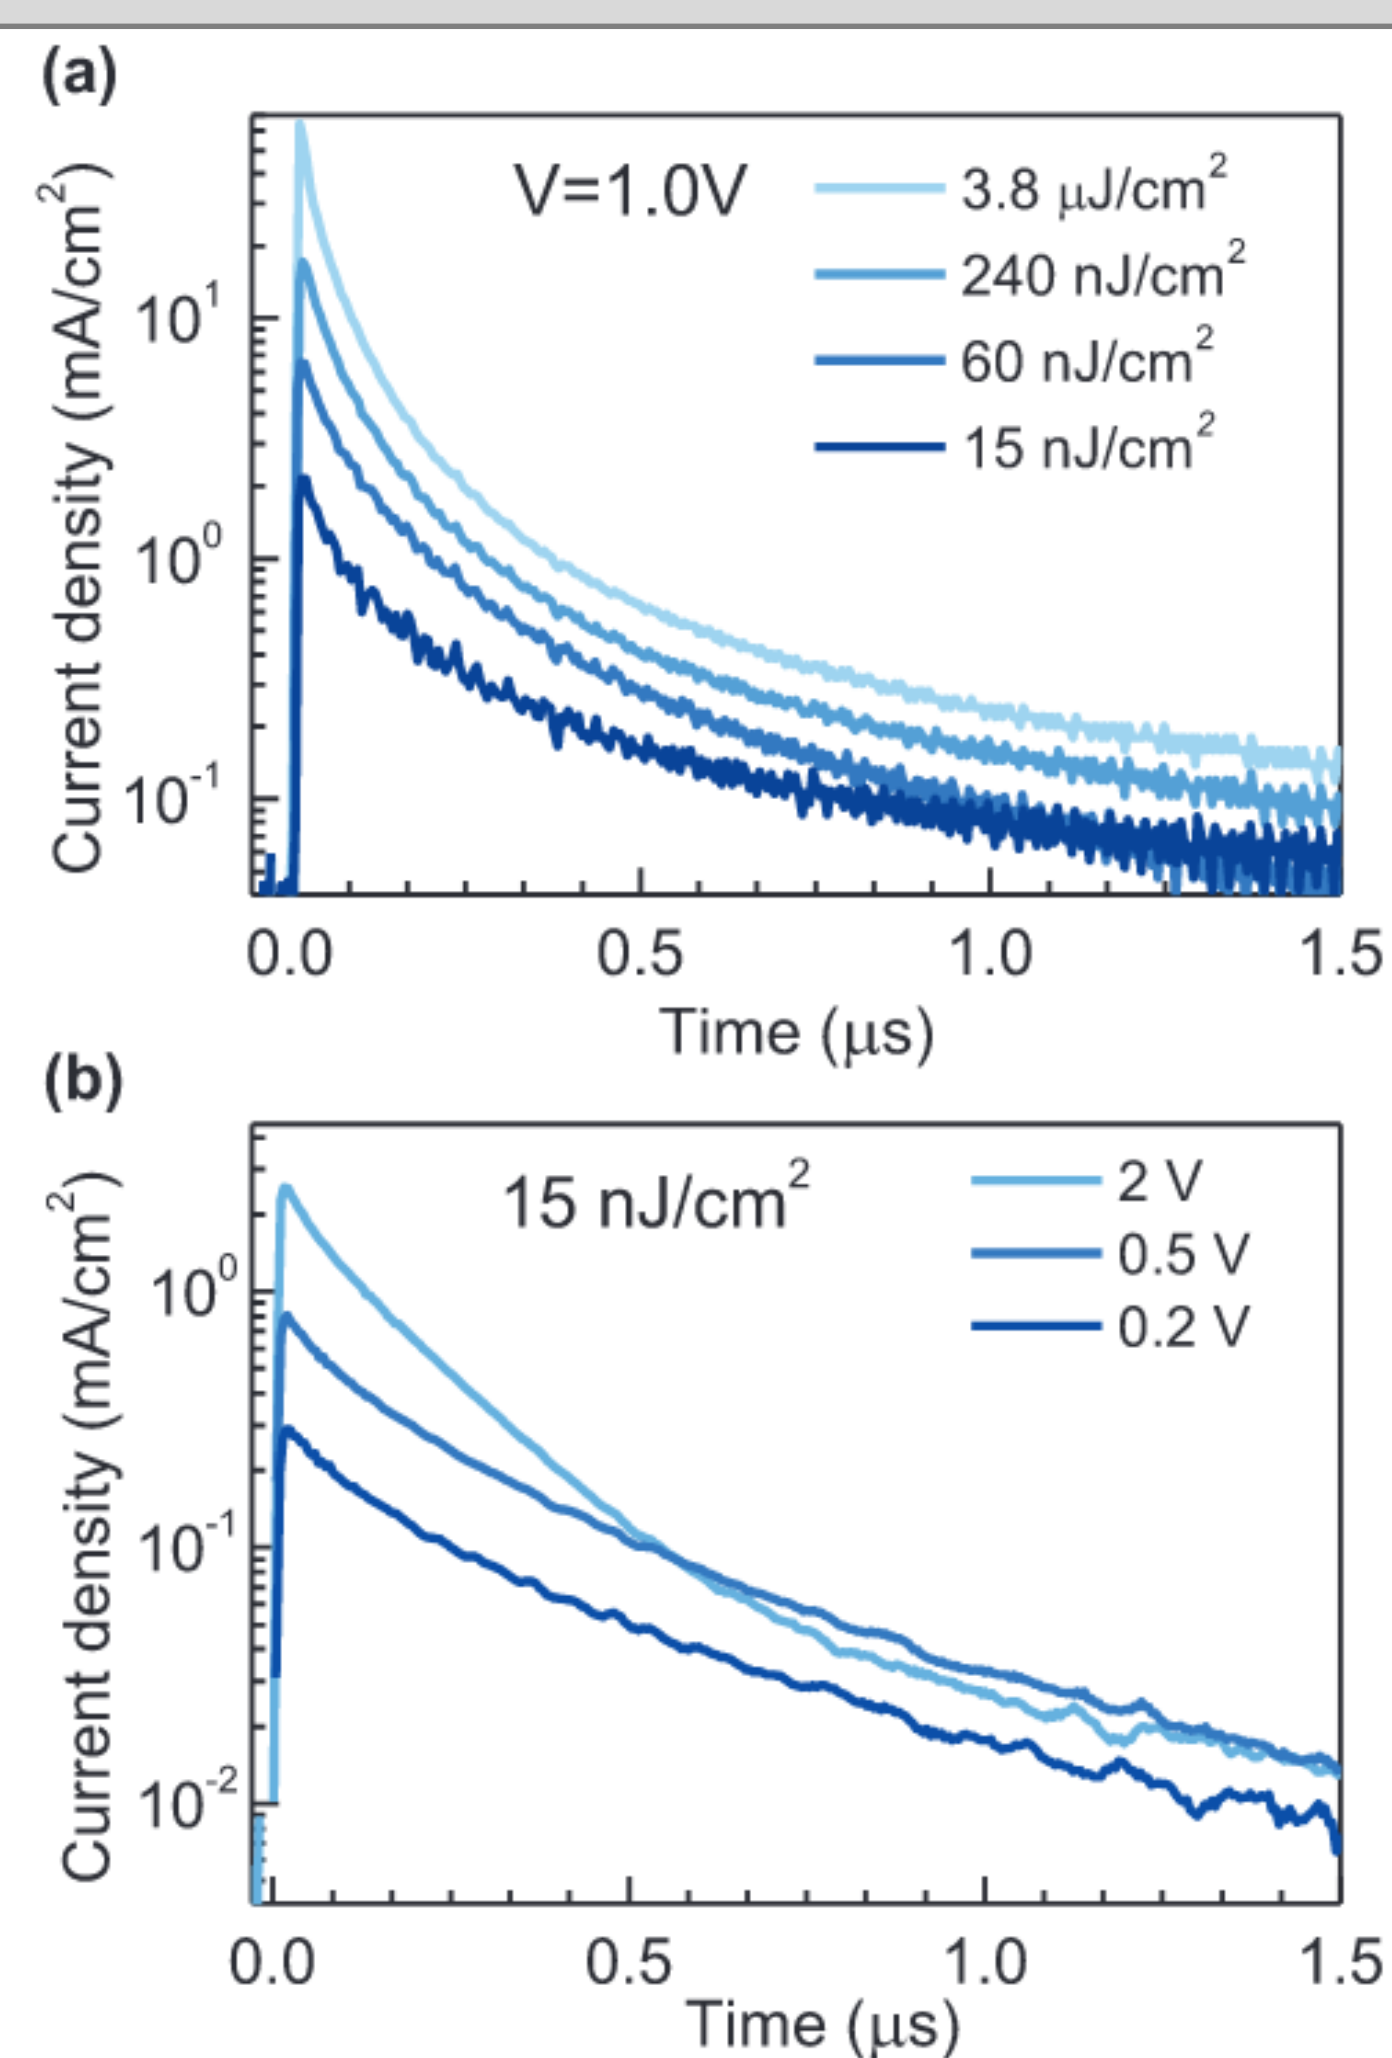 (a)
V=1.0V
3.8 μJ/cm²
240 nJ/cm²
60 nJ/cm²
15 nJ/cm²
Current density (mA/cm²)
10¹
10⁰
10⁻¹
0.0 0.5 1.0 1.5
Time (μs)
(b)
15 nJ/cm²
2 V
0.5 V
0.2 V
Current density (mA/cm²)
10⁰
10⁻¹
10⁻²
0.0 0.5 1.0 1.5
Time (μs)